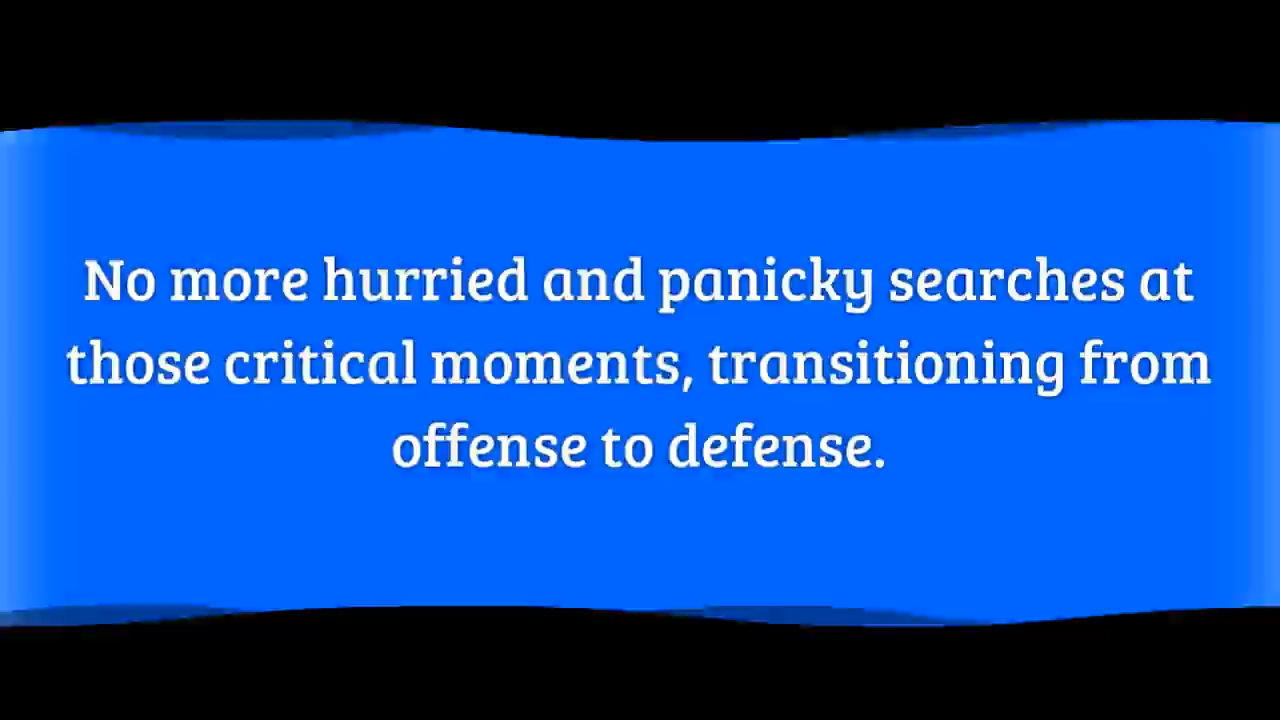 No more hurried and panicky searches at
those critical moments, transitioning from
offense to defense.